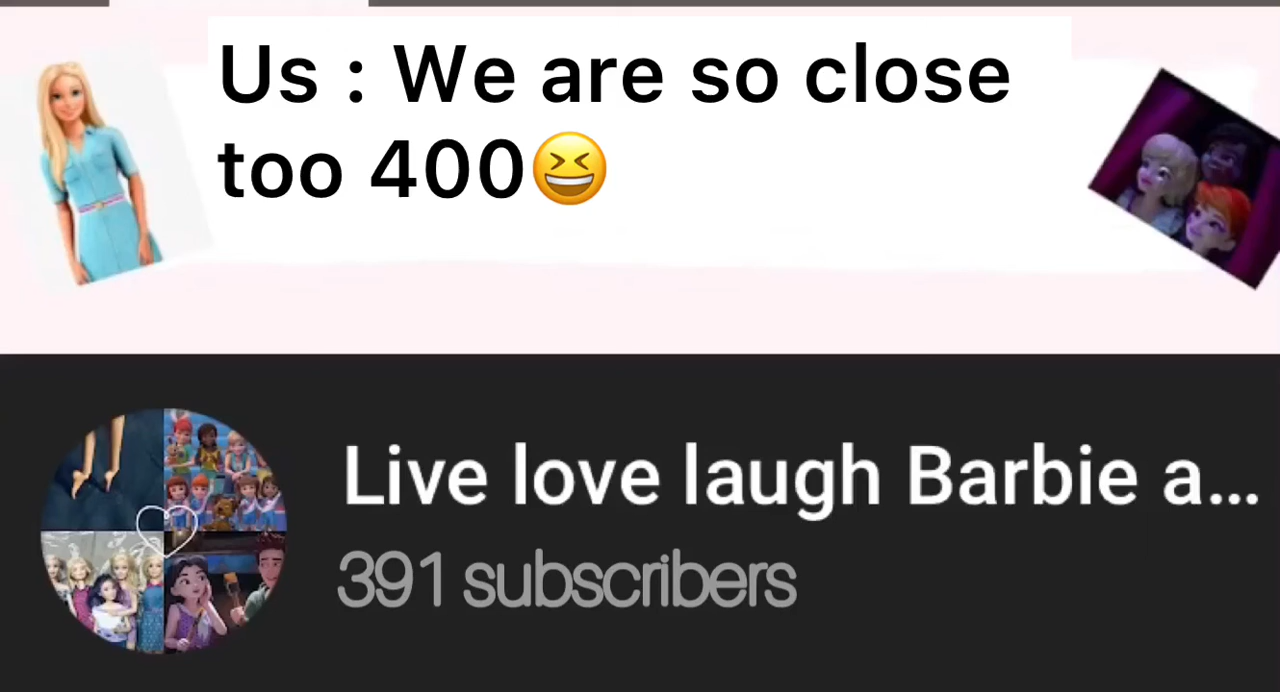 Us : We are so close
too 400😆
Live love laugh Barbie a...
391 subscribers